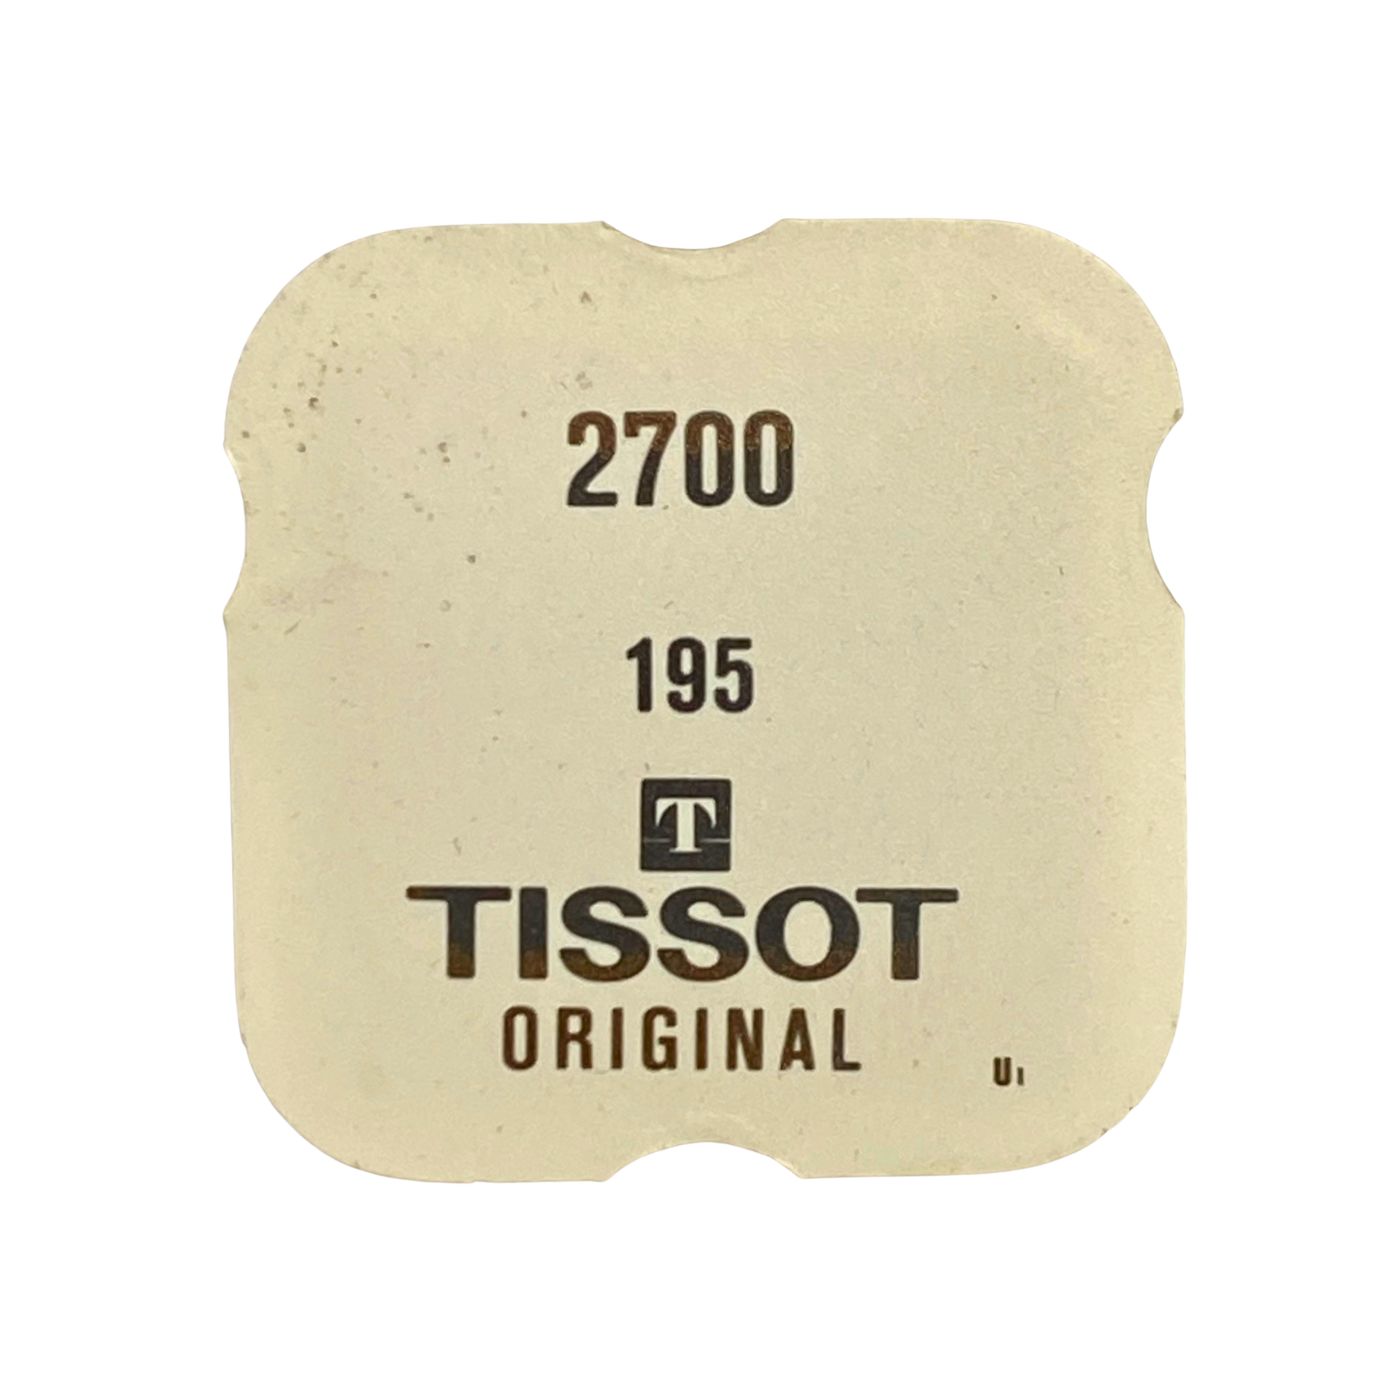 2700
195
T
TISSOT
ORIGINAL
U1